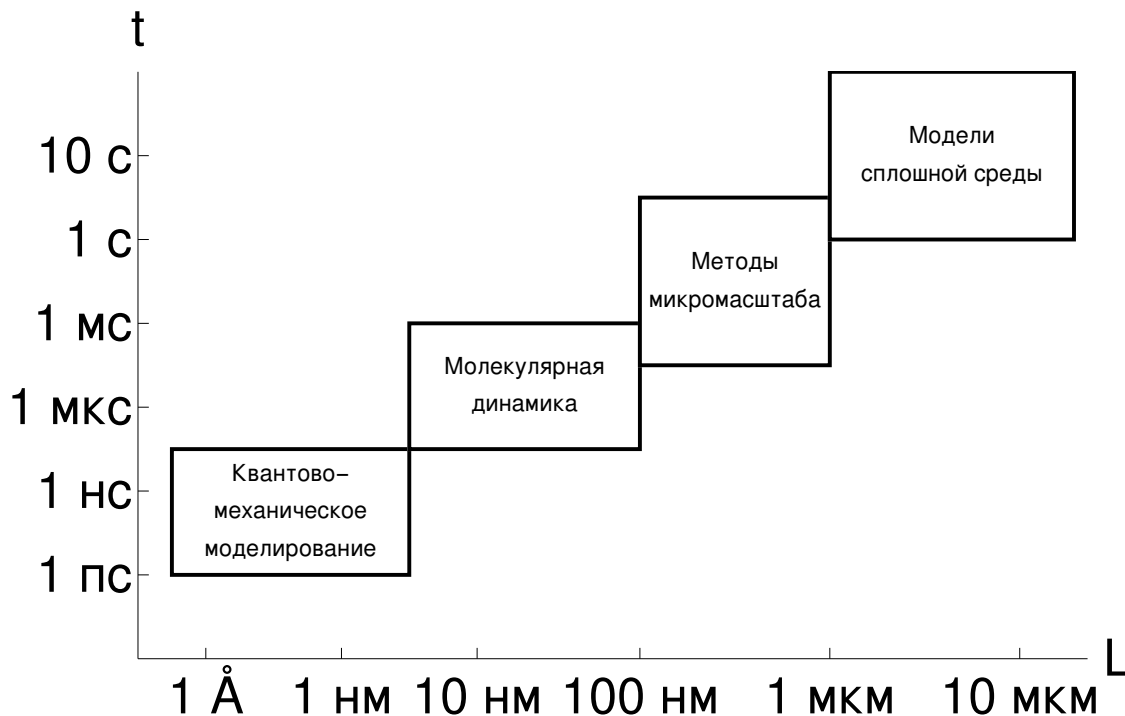 t
10 с
Модели
сплошной среды
1 с
Методы
микромасштаба
1 мс
Молекулярная
динамика
1 мкс
Квантово–
механическое
моделирование
1 нс
1 пс
L
1 Å 1 нм 10 нм 100 нм 1 мкм 10 мкм